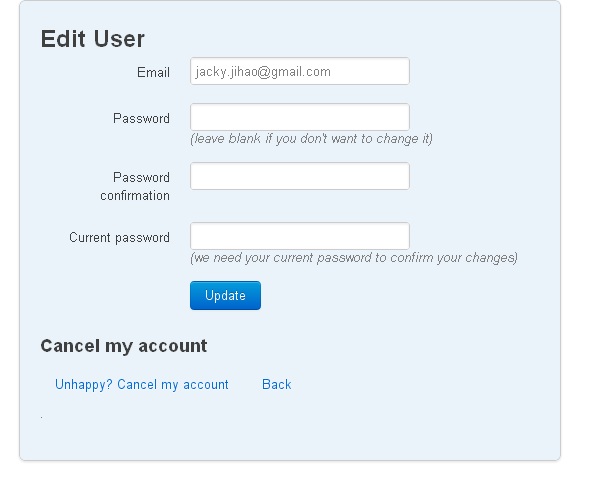 Edit User
Email jacky.jihao@gmail.com
Password
(leave blank if you don't want to change it)
Password
confirmation
Current password
(we need your current password to confirm your changes)
Update
Cancel my account
Unhappy? Cancel my account Back
.